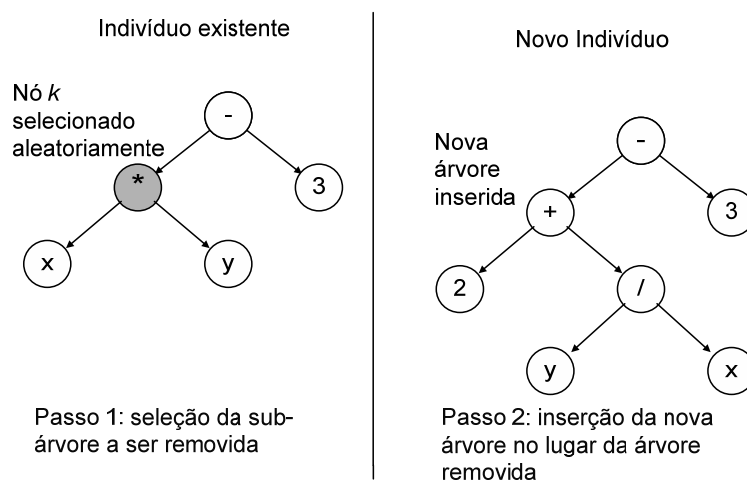 Indivíduo existente
Nó k
selecionado
aleatoriamente
-
*
3
x
y
Passo 1: seleção da sub-
árvore a ser removida
Novo Indivíduo
Nova
árvore
inserida
-
+
3
2
/
y
x
Passo 2: inserção da nova
árvore no lugar da árvore
removida